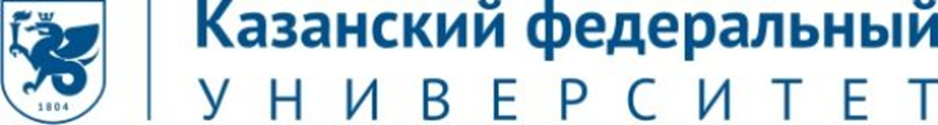 Казанский федеральный
УНИВЕРСИТЕТ
1804